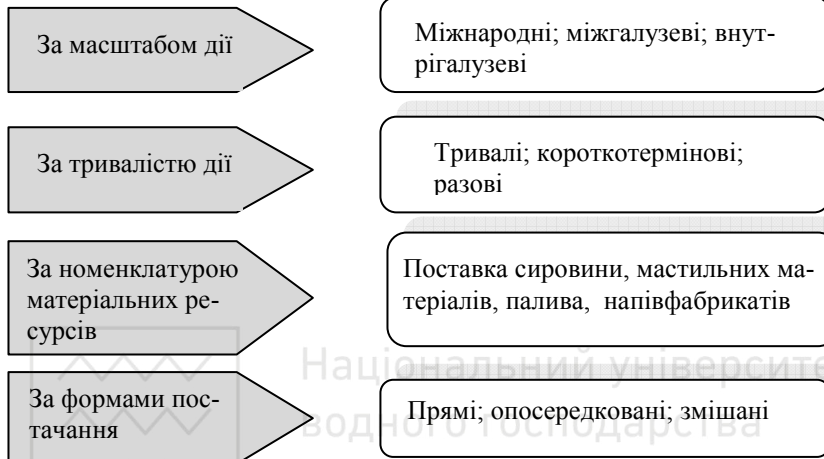 За масштабом дії
Міжнародні; міжгалузеві; внут-
рігалузеві
За тривалістю дії
Тривалі; короткотермінові;
разові
За номенклатурою
матеріальних ре-
сурсів
Поставка сировини, мастильних ма-
теріалів, палива, напівфабрикатів
Національний університе
За формами пос-
тачання
Прямі; опосередковані; змішані
водного господарства